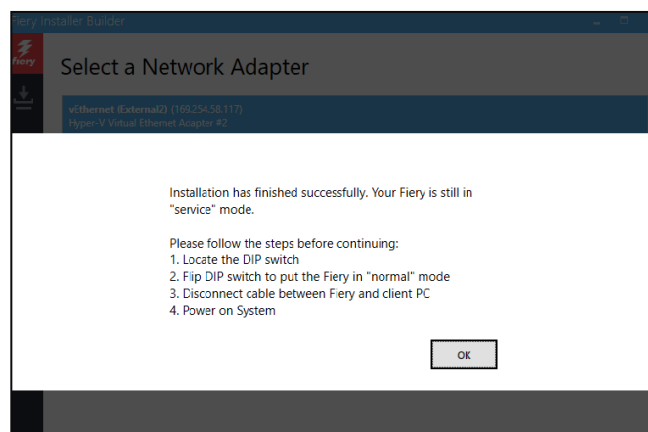 Fiery Installer Builder
fiery
Select a Network Adapter
vEthernet (External2) (169.254.58.117)
Hyper-V Virtual Ethernet Adapter #2
Installation has finished successfully. Your Fiery is still in
"service" mode.
Please follow the steps before continuing:
1. Locate the DIP switch
2. Flip DIP switch to put the Fiery in "normal" mode
3. Disconnect cable between Fiery and client PC
4. Power on System
OK